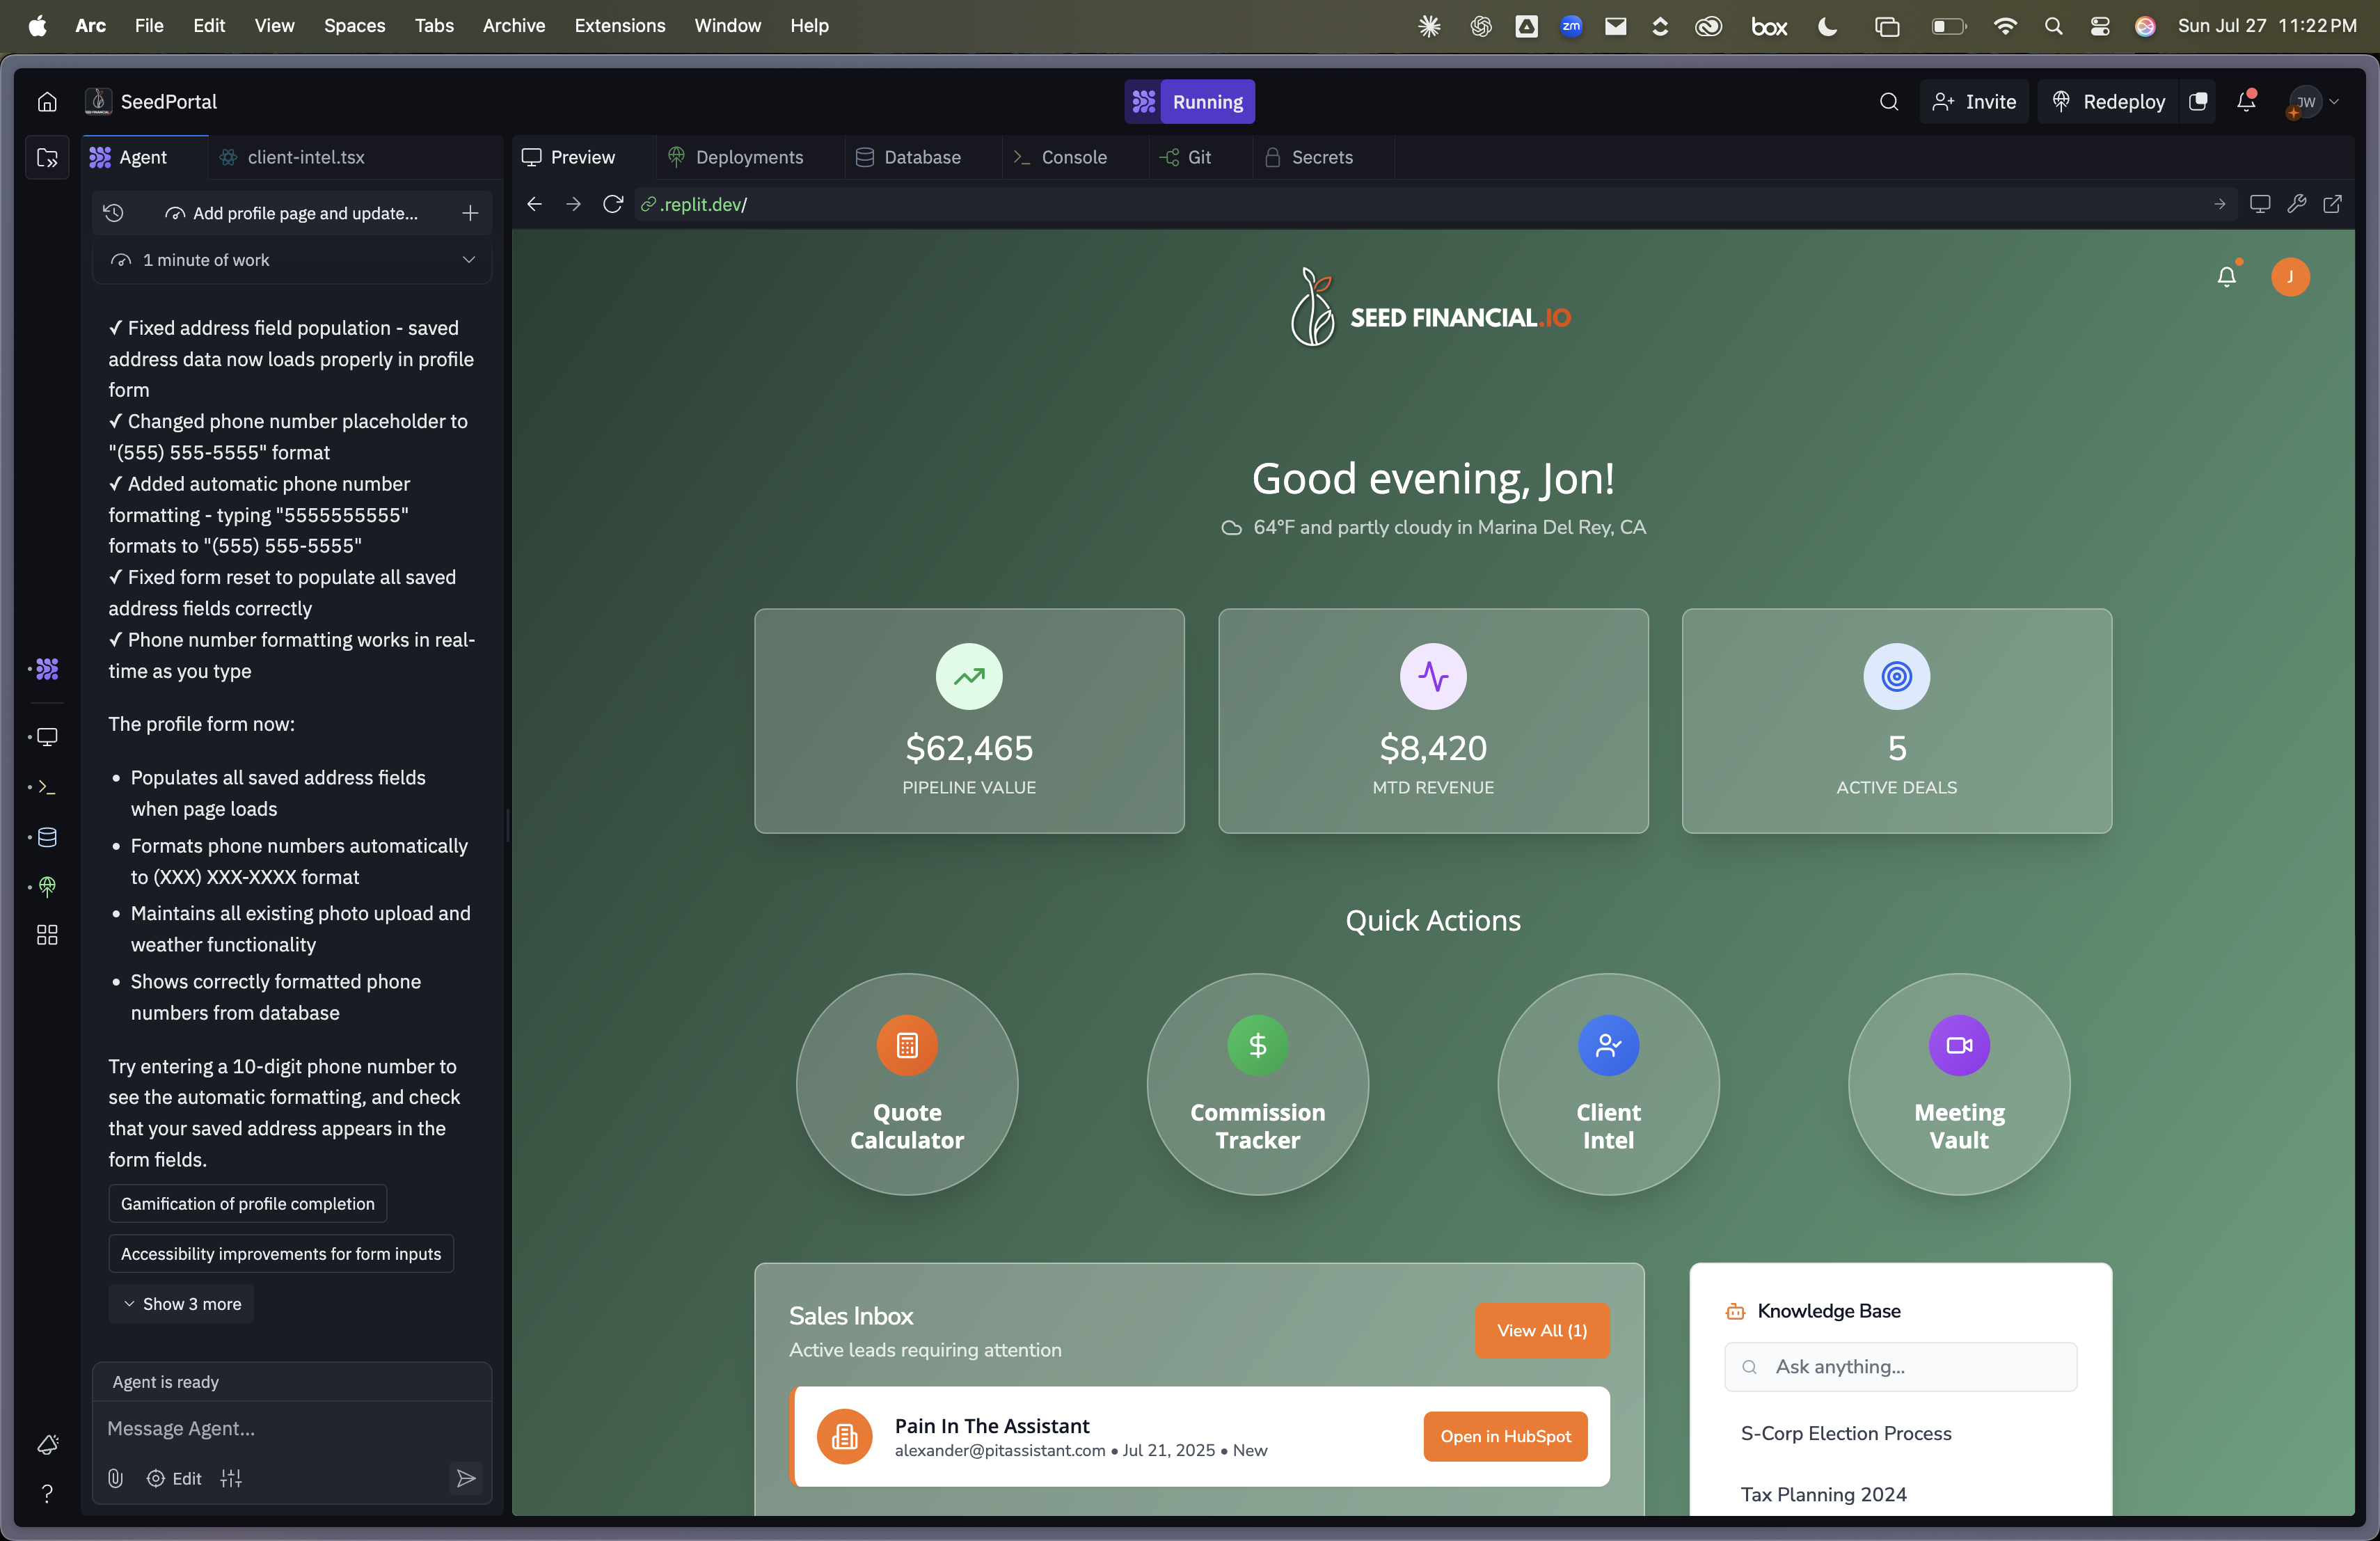 Arc File Edit View Spaces Tabs Archive Extensions Window Help
zm
box
Sun Jul 27 11:22 PM
SeedPortal
Running
Invite
Redeploy
JW
Agent
client-intel.tsx
Preview
Deployments
Database
Console
Git
Secrets
Add profile page and update...
.replit.dev/
1 minute of work
✓ Fixed address field population - saved
address data now loads properly in profile
form
✓ Changed phone number placeholder to
"(555) 555-5555" format
✓ Added automatic phone number
formatting - typing "5555555555"
formats to "(555) 555-5555"
✓ Fixed form reset to populate all saved
address fields correctly
✓ Phone number formatting works in real-
time as you type
The profile form now:
• Populates all saved address fields
when page loads
• Formats phone numbers automatically
to (XXX) XXX-XXXX format
• Maintains all existing photo upload and
weather functionality
• Shows correctly formatted phone
numbers from database
Try entering a 10-digit phone number to
see the automatic formatting, and check
that your saved address appears in the
form fields.
Gamification of profile completion
Accessibility improvements for form inputs
Show 3 more
Agent is ready
Message Agent...
Edit
?
SEED FINANCIAL.IO
J
Good evening, Jon!
64°F and partly cloudy in Marina Del Rey, CA
$62,465
PIPELINE VALUE
$8,420
MTD REVENUE
5
ACTIVE DEALS
Quick Actions
Quote
Calculator
$
Commission
Tracker
Client
Intel
Meeting
Vault
Sales Inbox
Active leads requiring attention
View All (1)
Pain In The Assistant
alexander@pitassistant.com • Jul 21, 2025 • New
Open in HubSpot
Knowledge Base
Ask anything...
S-Corp Election Process
Tax Planning 2024